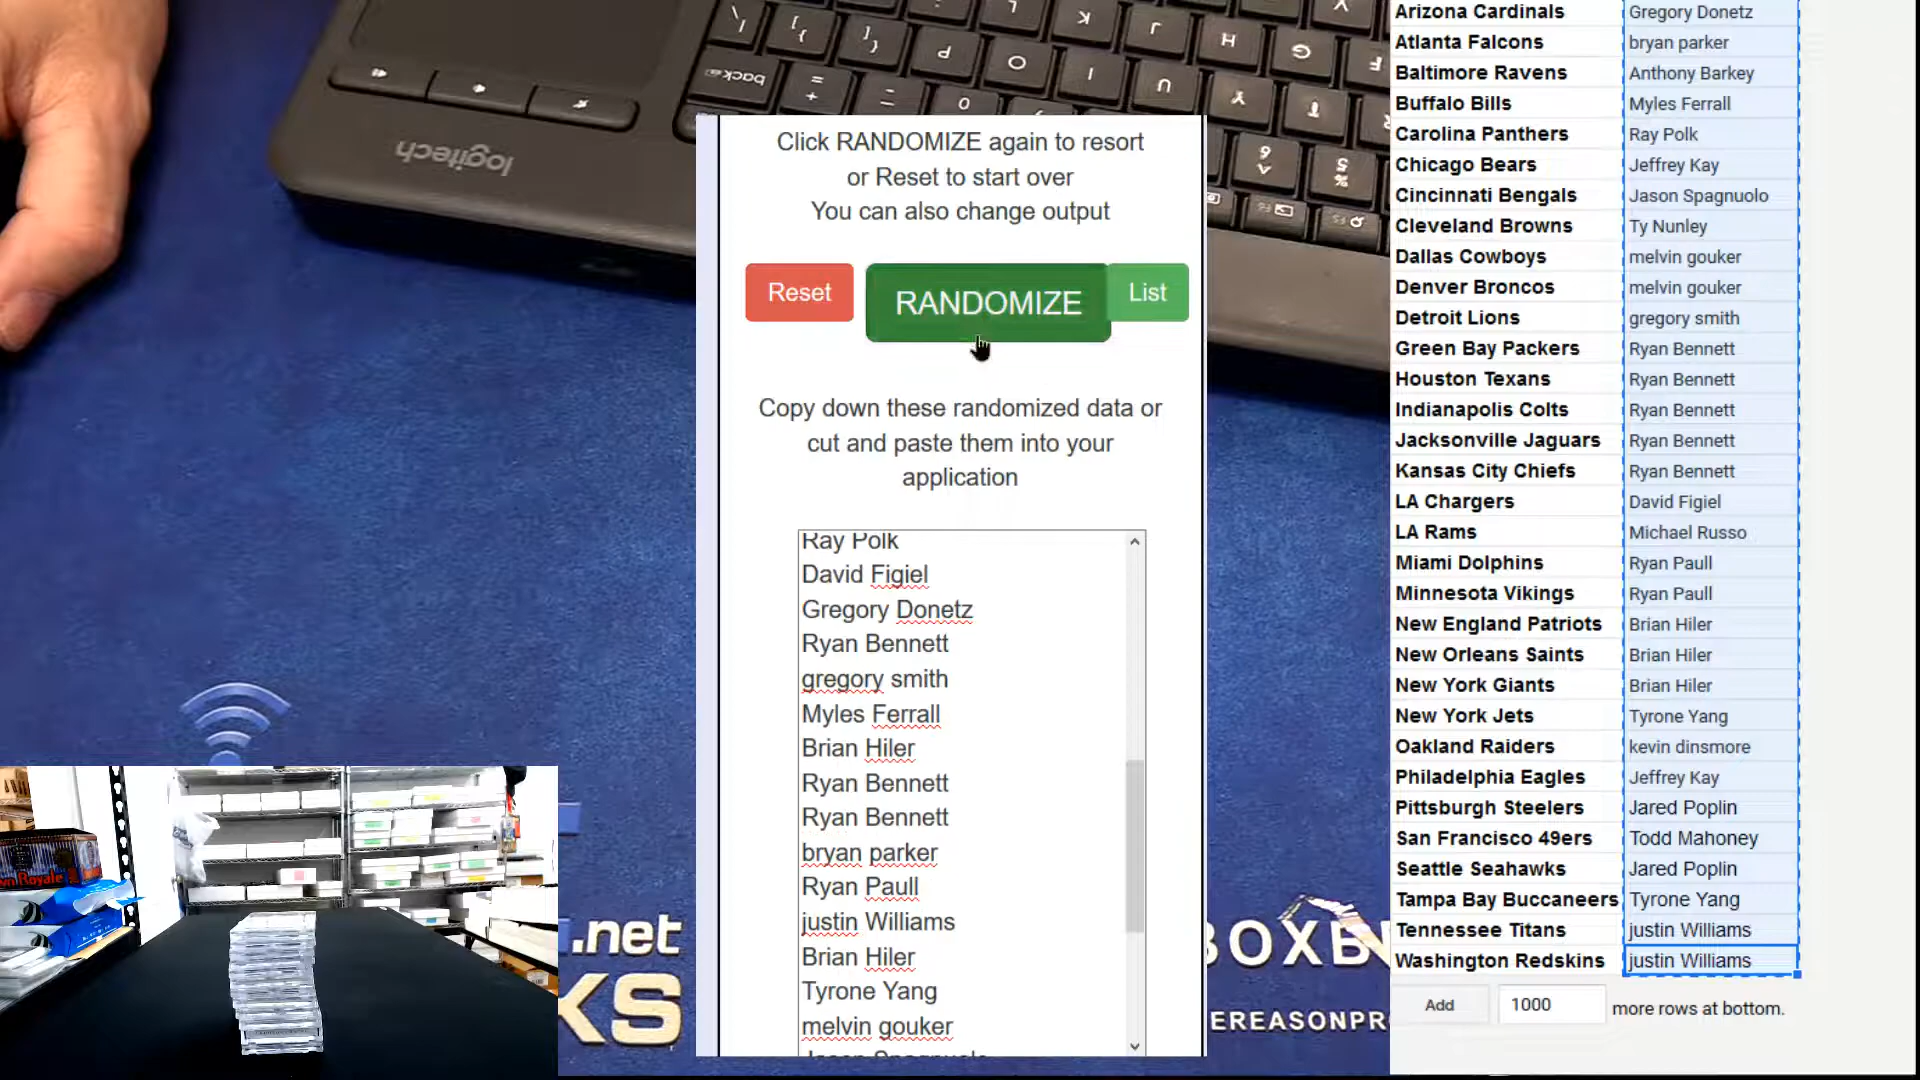 logitech
back
Click RANDOMIZE again to resort
or Reset to start over
You can also change output
Reset
RANDOMIZE
List
Copy down these randomized data or
cut and paste them into your
application
Ray Polk
David Figiel
Gregory Donetz
Ryan Bennett
gregory smith
Myles Ferrall
Brian Hiler
Ryan Bennett
Ryan Bennett
bryan parker
Ryan Paull
justin Williams
Brian Hiler
Tyrone Yang
melvin gouker
Jason Spagnuolo
Arizona Cardinals Gregory Donetz
Atlanta Falcons bryan parker
Baltimore Ravens Anthony Barkey
Buffalo Bills Myles Ferrall
Carolina Panthers Ray Polk
Chicago Bears Jeffrey Kay
Cincinnati Bengals Jason Spagnuolo
Cleveland Browns Ty Nunley
Dallas Cowboys melvin gouker
Denver Broncos melvin gouker
Detroit Lions gregory smith
Green Bay Packers Ryan Bennett
Houston Texans Ryan Bennett
Indianapolis Colts Ryan Bennett
Jacksonville Jaguars Ryan Bennett
Kansas City Chiefs Ryan Bennett
LA Chargers David Figiel
LA Rams Michael Russo
Miami Dolphins Ryan Paull
Minnesota Vikings Ryan Paull
New England Patriots Brian Hiler
New Orleans Saints Brian Hiler
New York Giants Brian Hiler
New York Jets Tyrone Yang
Oakland Raiders kevin dinsmore
Philadelphia Eagles Jeffrey Kay
Pittsburgh Steelers Jared Poplin
San Francisco 49ers Todd Mahoney
Seattle Seahawks Jared Poplin
Tampa Bay Buccaneers Tyrone Yang
Tennessee Titans justin Williams
Washington Redskins justin Williams
Add 1000 more rows at bottom.
.net
KS
BOXB
EREASONPR